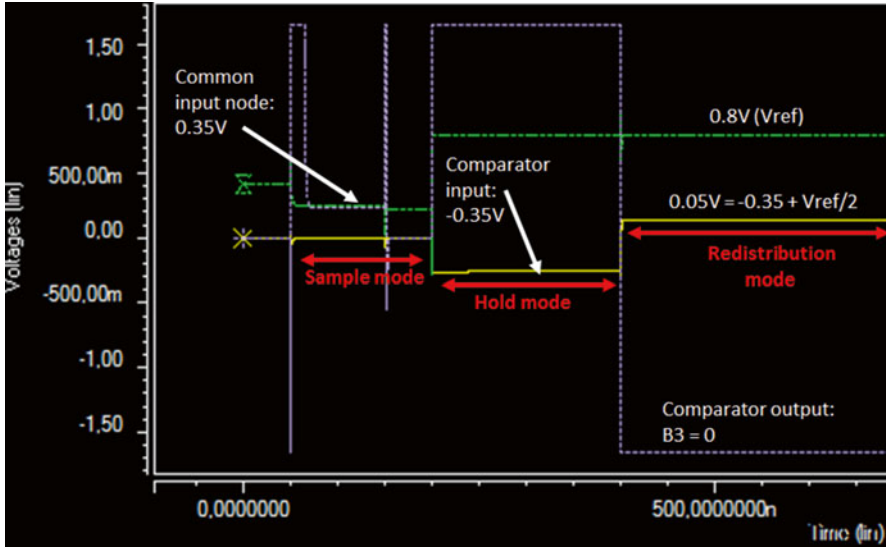 1,50
1,00
500,00m
0,00
-500,00m
-1,00
-1,50
Voltages (lin)
Common
input node:
0.35V
Comparator
input:
-0.35V
0.8V (Vref)
0.05V = -0.35 + Vref/2
Sample mode
Hold mode
Redistribution
mode
Comparator output:
B3 = 0
0,0000000
500,0000000n
Time (lin)